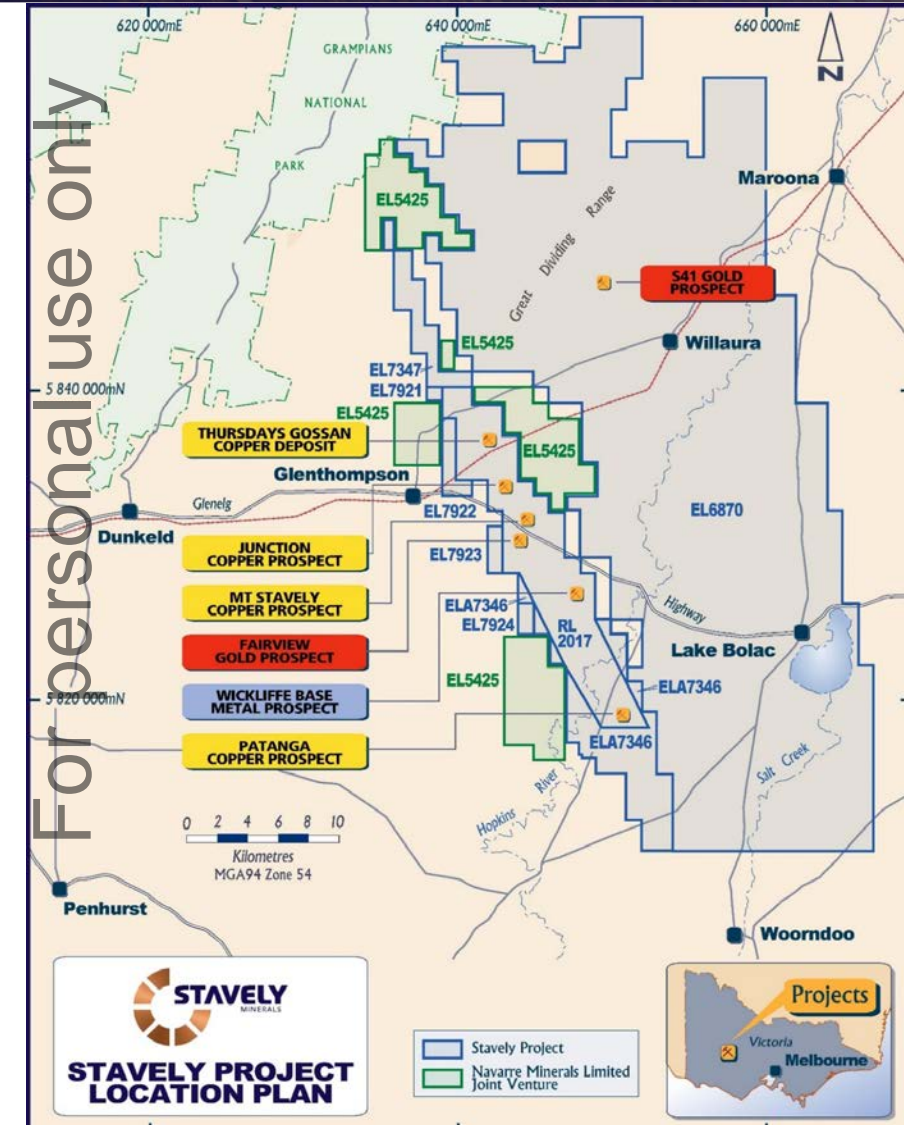 620 000mE
640 000mE
660 000mE
N
GRAMPIANS
NATIONAL
PARK
For personal use only
Maroona
EL5425
Great Dividing Range
S41 GOLD
PROSPECT
Willaura
EL5425
EL7347
EL7921
5 840 000mN
EL5425
THURSDAYS GOSSAN
COPPER DEPOSIT
EL5425
Glenthompson
Glenelg
EL7922
EL6870
Dunkeld
JUNCTION
COPPER PROSPECT
EL7923
MT STAVELY
COPPER PROSPECT
ELA7346
Highway
EL7924
RL
2017
FAIRVIEW
GOLD PROSPECT
Lake Bolac
EL5425
ELA7346
WICKLIFFE BASE
METAL PROSPECT
5 820 000mN
ELA7346
PATANGA
COPPER PROSPECT
Salt Creek
Hopkins River
0 2 4 6 8 10
Kilometres
MGA94 Zone 54
Penhurst
Woorndoo
STAVELY
MINERALS
STAVELY PROJECT
LOCATION PLAN
Stavely Project
Navarre Minerals Limited
Joint Venture
Projects
Victoria
Melbourne